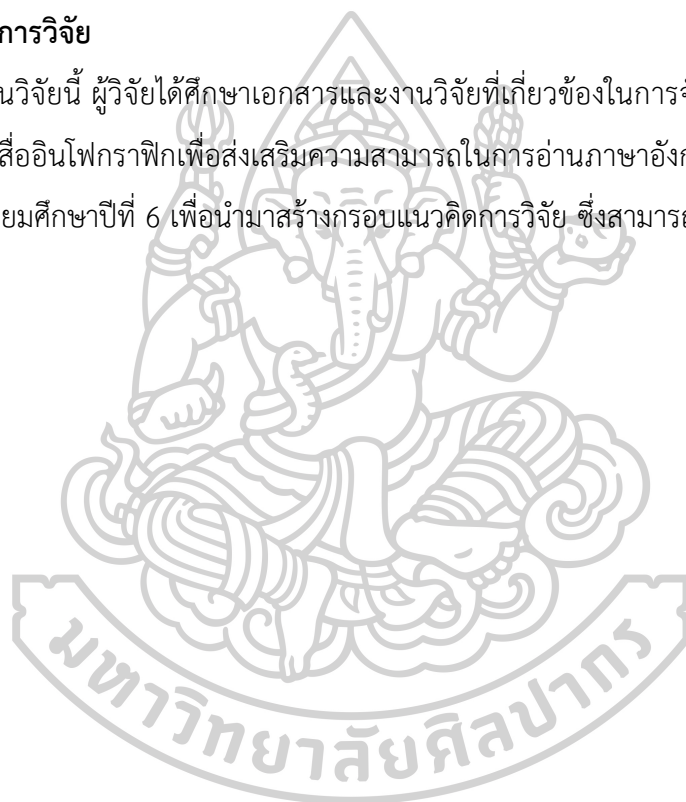 การวิจัย
นวิจัยนี้ ผู้วิจัยได้ศึกษาเอกสารและงานวิจัยที่เกี่ยวข้องในการจ
สื่ออินโฟกราฟิกเพื่อส่งเสริมความสามารถในการอ่านภาษาอังก
ยมศึกษาปีที่ 6 เพื่อนำมาสร้างกรอบแนวคิดการวิจัย ซึ่งสามารถ
มหาวิทยาลัยศิลปากร